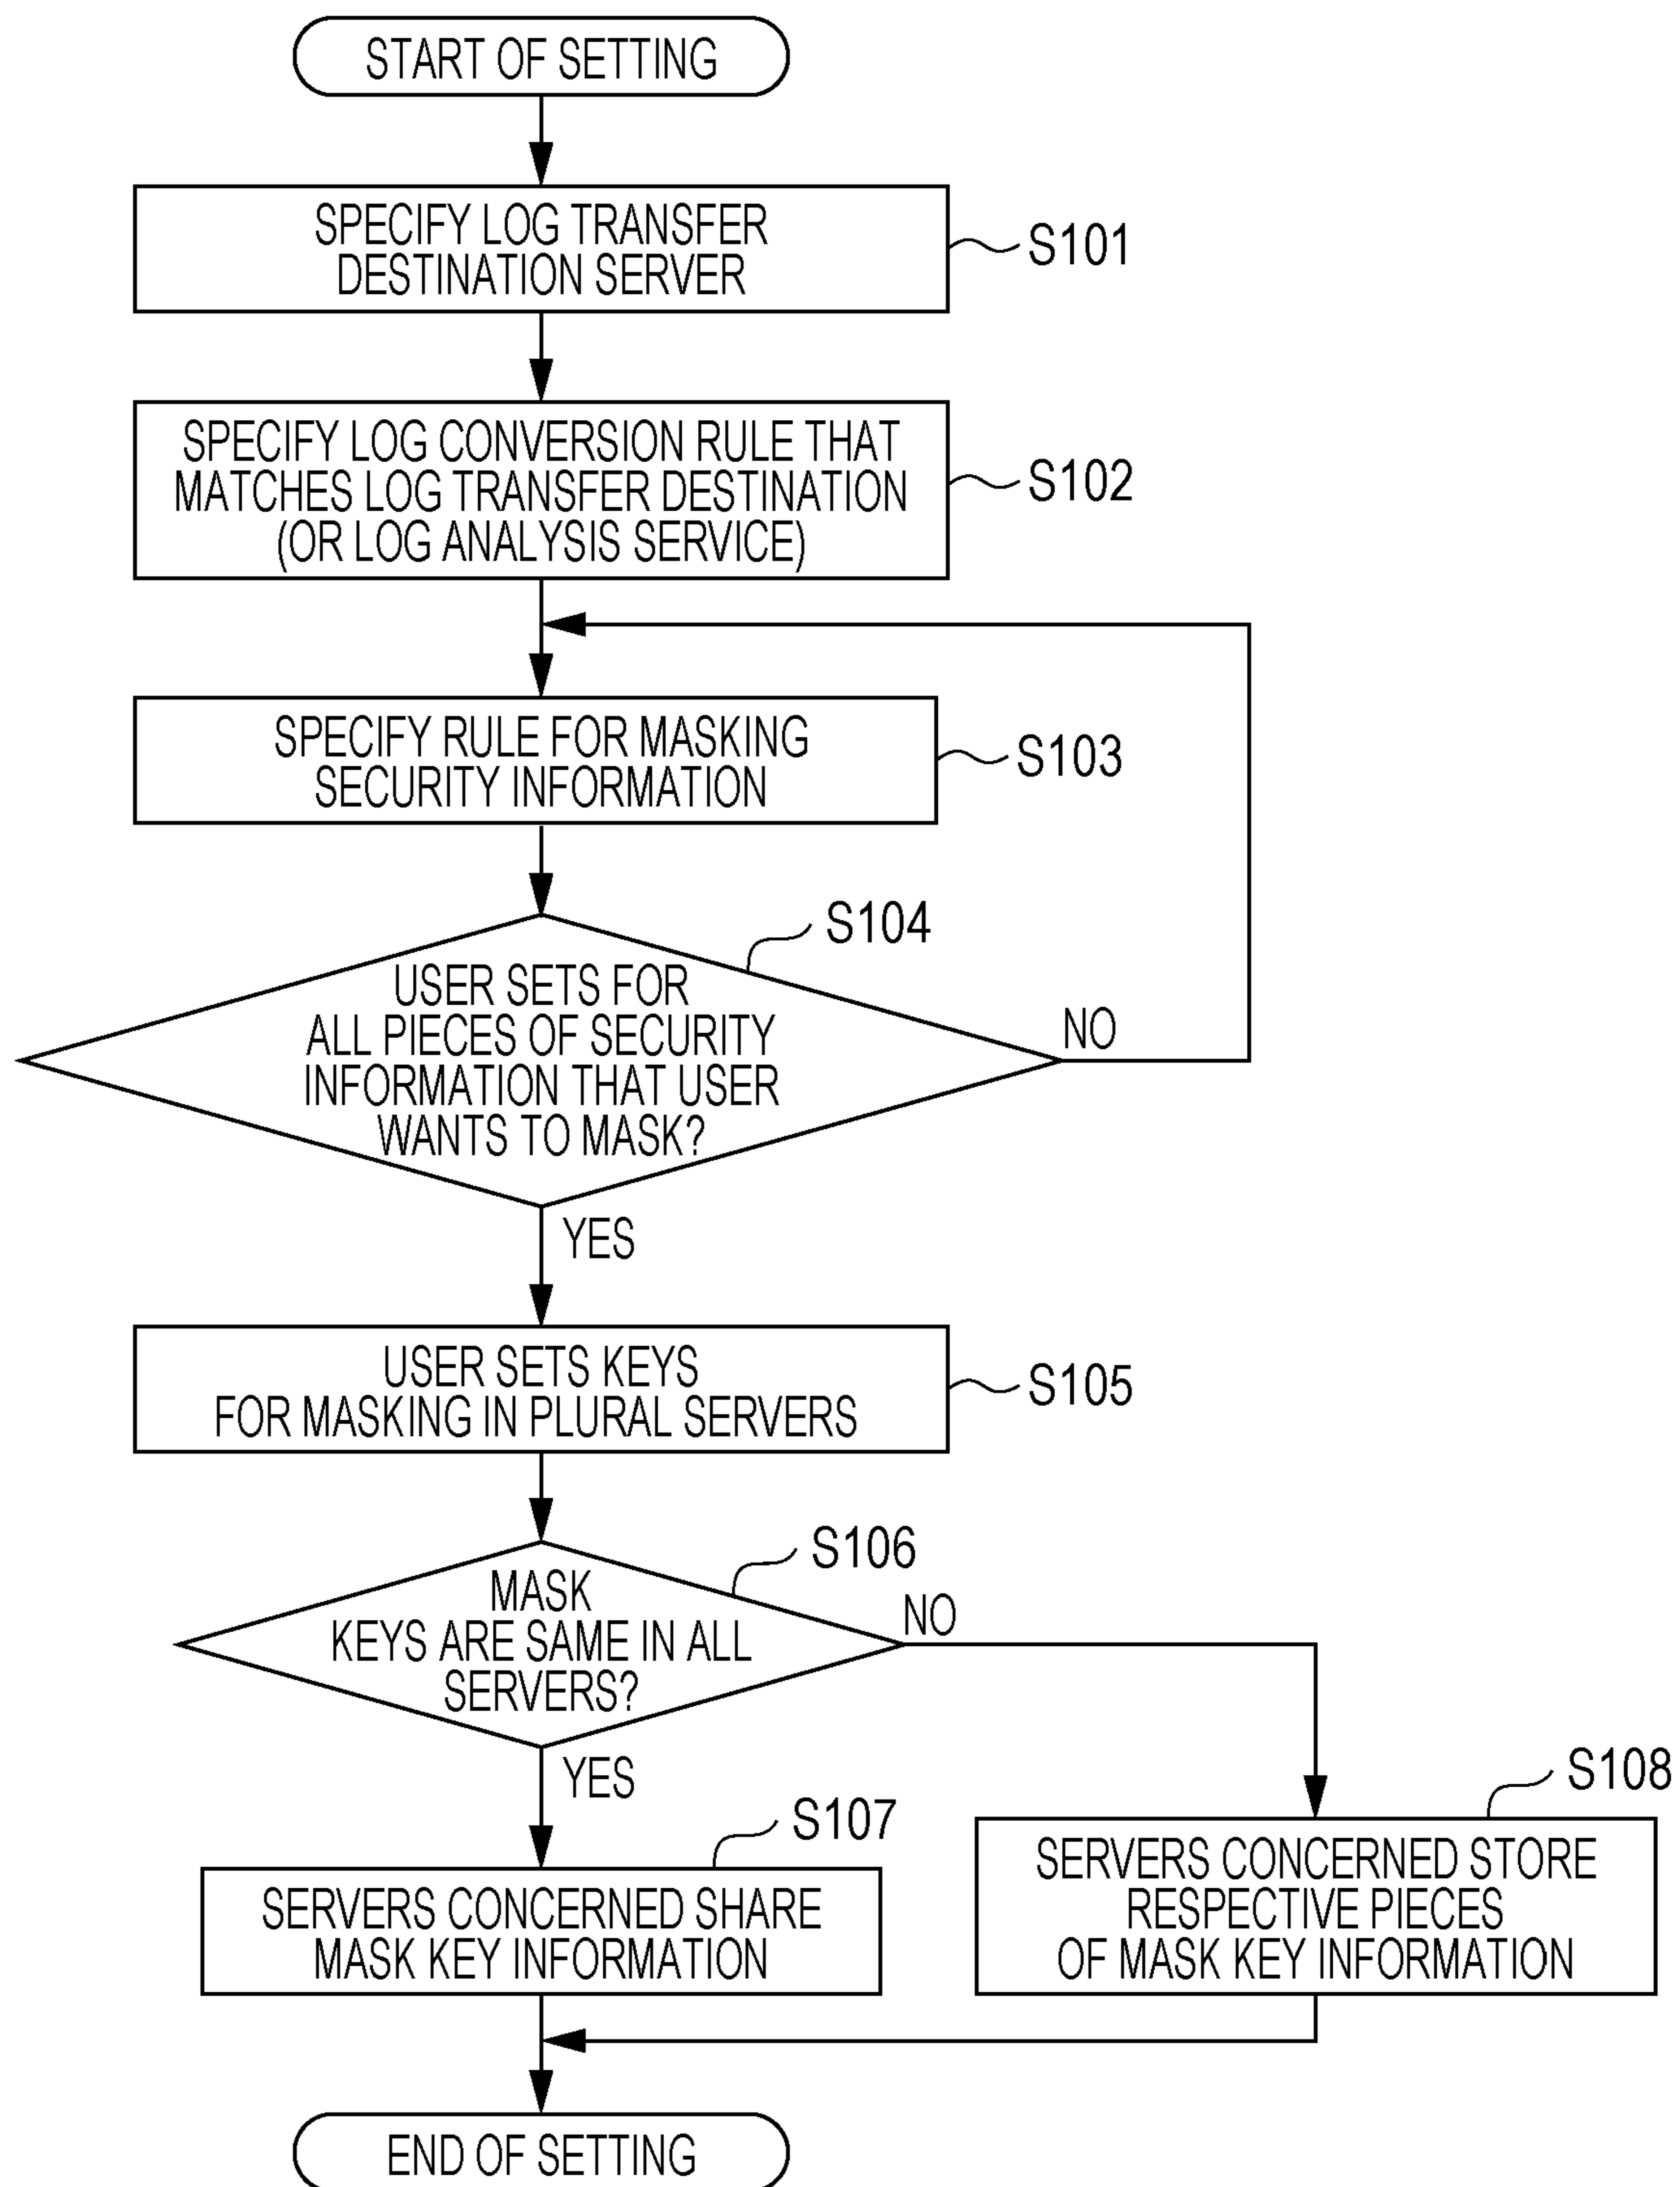 START OF SETTING
SPECIFY LOG TRANSFER
DESTINATION SERVER
S101
SPECIFY LOG CONVERSION RULE THAT
MATCHES LOG TRANSFER DESTINATION
(OR LOG ANALYSIS SERVICE)
S102
SPECIFY RULE FOR MASKING
SECURITY INFORMATION
S103
S104
USER SETS FOR
ALL PIECES OF SECURITY
INFORMATION THAT USER
WANTS TO MASK?
NO
YES
USER SETS KEYS
FOR MASKING IN PLURAL SERVERS
S105
S106
MASK
KEYS ARE SAME IN ALL
SERVERS?
NO
YES
S107
SERVERS CONCERNED SHARE
MASK KEY INFORMATION
S108
SERVERS CONCERNED STORE
RESPECTIVE PIECES
OF MASK KEY INFORMATION
END OF SETTING